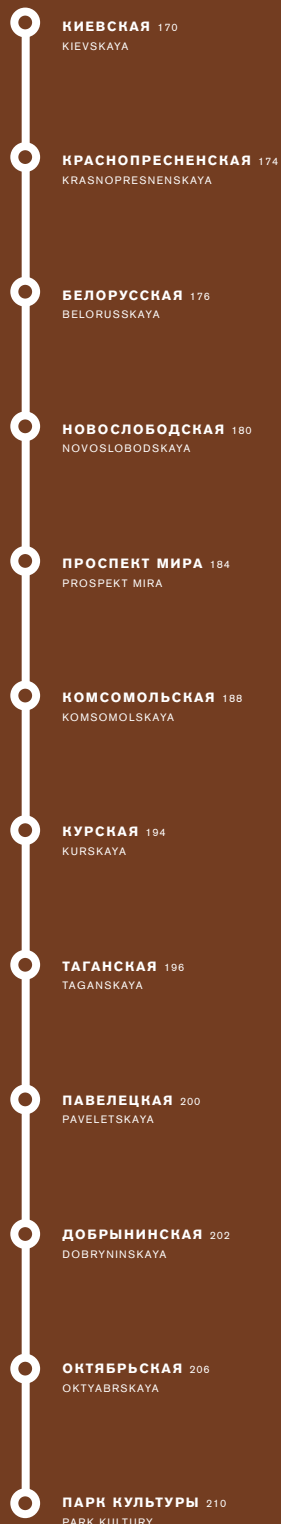 КИЕВСКАЯ 170
KIEVSKAYA
КРАСНОПРЕСНЕНСКАЯ 174
KRASNOPRESNENSKAYA
БЕЛОРУССКАЯ 176
BELORUSSKAYA
НОВОСЛОБОДСКАЯ 180
NOVOSLOBODSKAYA
ПРОСПЕКТ МИРА 184
PROSPEKT MIRA
КОМСОМОЛЬСКАЯ 188
KOMSOMOLSKAYA
КУРСКАЯ 194
KURSKAYA
ТАГАНСКАЯ 196
TAGANSKAYA
ПАВЕЛЕЦКАЯ 200
PAVELETSKAYA
ДОБРЫНИНСКАЯ 202
DOBRYNINSKAYA
ОКТЯБРЬСКАЯ 206
OKTYABRSKAYA
ПАРК КУЛЬТУРЫ 210
PARK KULTURY